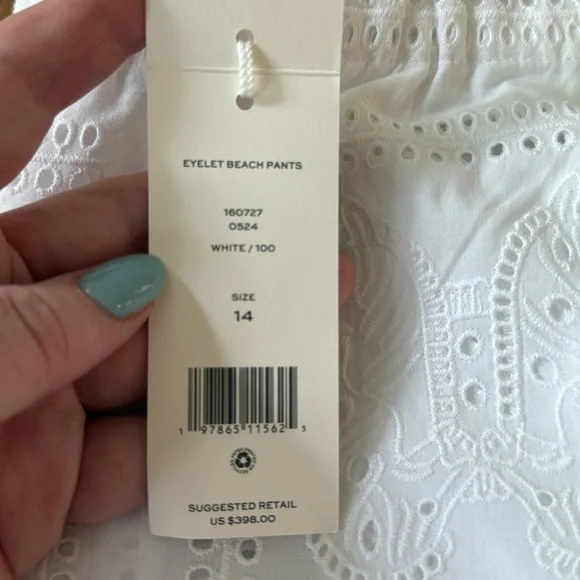 EYELET BEACH PANTS
160727
0524
WHITE / 100
SIZE
14
1 97865 11562 5
SUGGESTED RETAIL
US $398.00